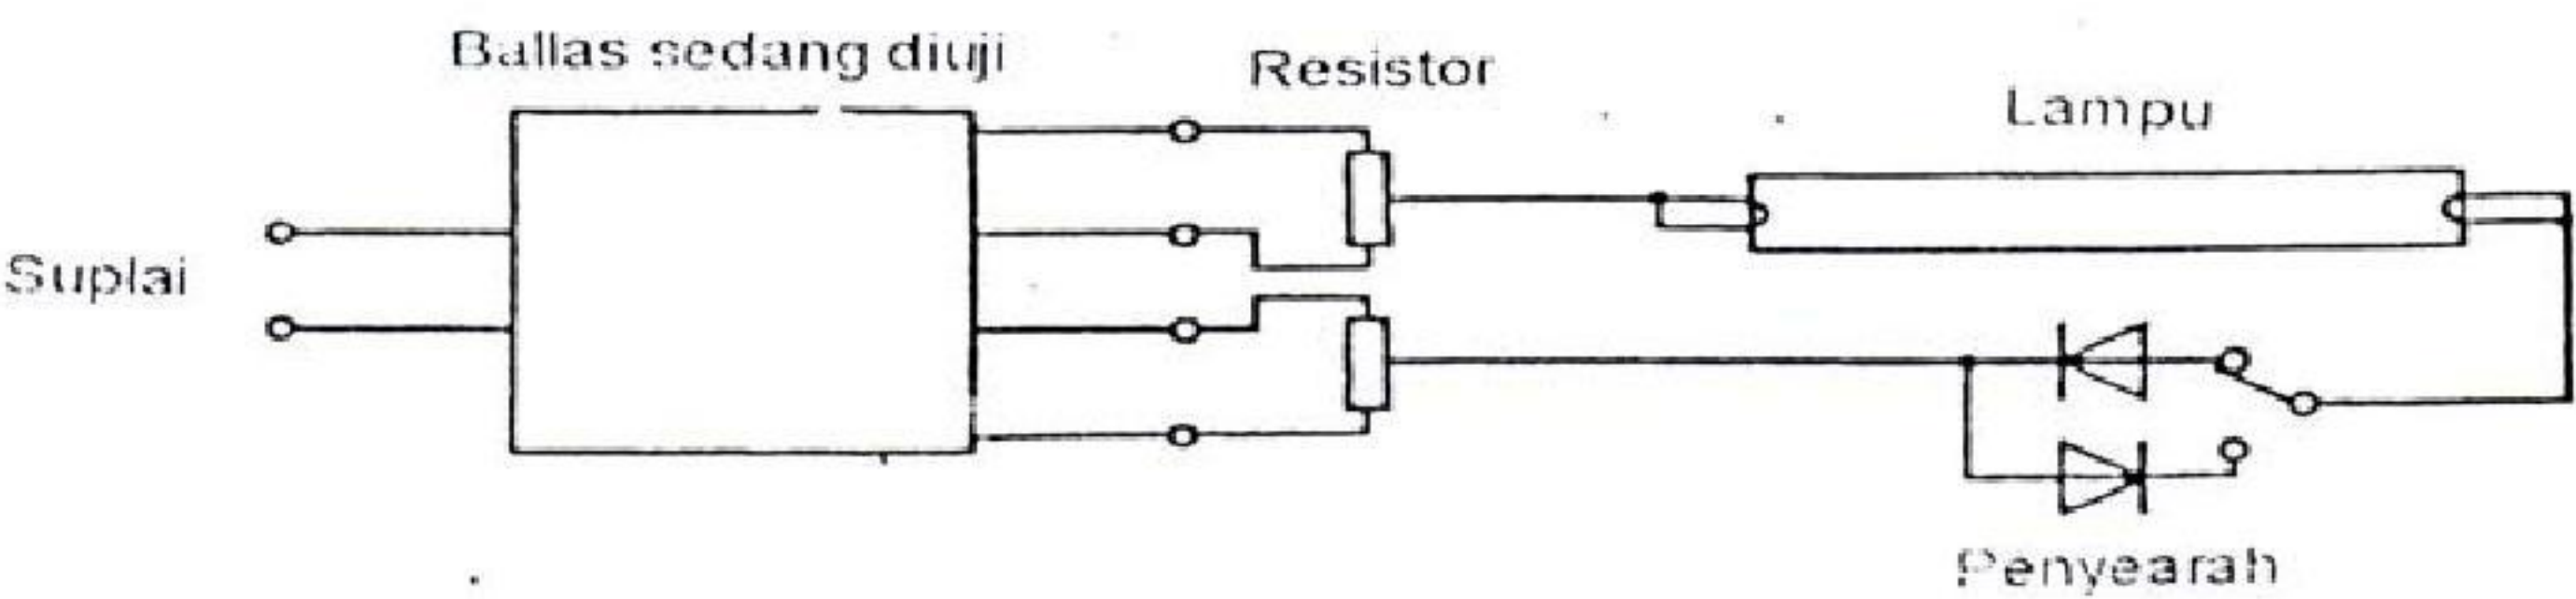 Ballas sedang diuji
Resistor
Lampu
Suplai
Penyearah